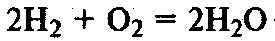 2H₂ + O₂ = 2H₂O